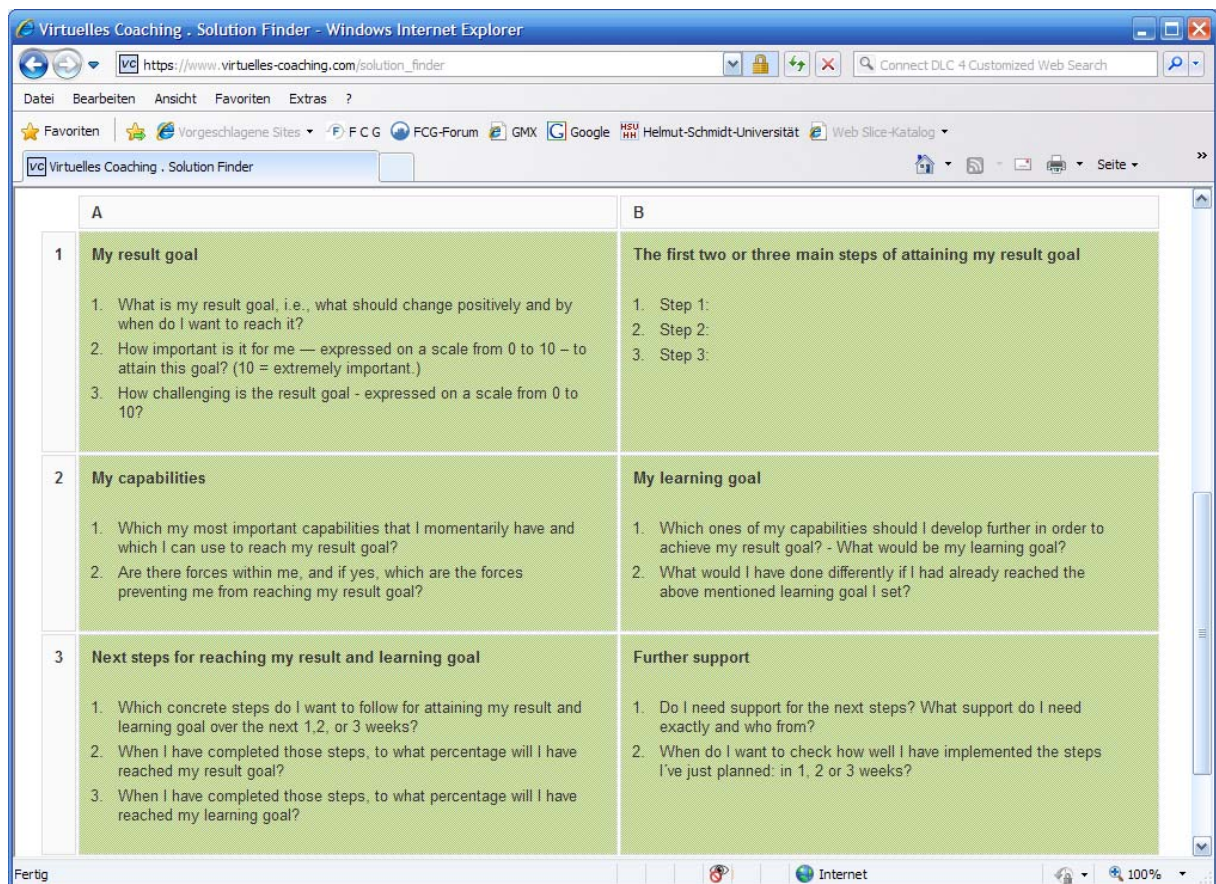 Virtuelles Coaching . Solution Finder - Windows Internet Explorer
VC https://www.virtuelles-coaching.com/solution_finder
Connect DLC 4 Customized Web Search
Datei Bearbeiten Ansicht Favoriten Extras ?
Favoriten Vorgeschlagene Sites F F C G FCG-Forum GMX G Google HSU HH Helmut-Schmidt-Universität Web Slice-Katalog
VC Virtuelles Coaching . Solution Finder
Seite »
A
B
1
My result goal
1. What is my result goal, i.e., what should change positively and by
when do I want to reach it?
2. How important is it for me — expressed on a scale from 0 to 10 – to
attain this goal? (10 = extremely important.)
3. How challenging is the result goal - expressed on a scale from 0 to
10?
The first two or three main steps of attaining my result goal
1. Step 1:
2. Step 2:
3. Step 3:
2
My capabilities
1. Which my most important capabilities that I momentarily have and
which I can use to reach my result goal?
2. Are there forces within me, and if yes, which are the forces
preventing me from reaching my result goal?
My learning goal
1. Which ones of my capabilities should I develop further in order to
achieve my result goal? - What would be my learning goal?
2. What would I have done differently if I had already reached the
above mentioned learning goal I set?
3
Next steps for reaching my result and learning goal
1. Which concrete steps do I want to follow for attaining my result and
learning goal over the next 1,2, or 3 weeks?
2. When I have completed those steps, to what percentage will I have
reached my result goal?
3. When I have completed those steps, to what percentage will I have
reached my learning goal?
Further support
1. Do I need support for the next steps? What support do I need
exactly and who from?
2. When do I want to check how well I have implemented the steps
I´ve just planned: in 1, 2 or 3 weeks?
Fertig
Internet
100%